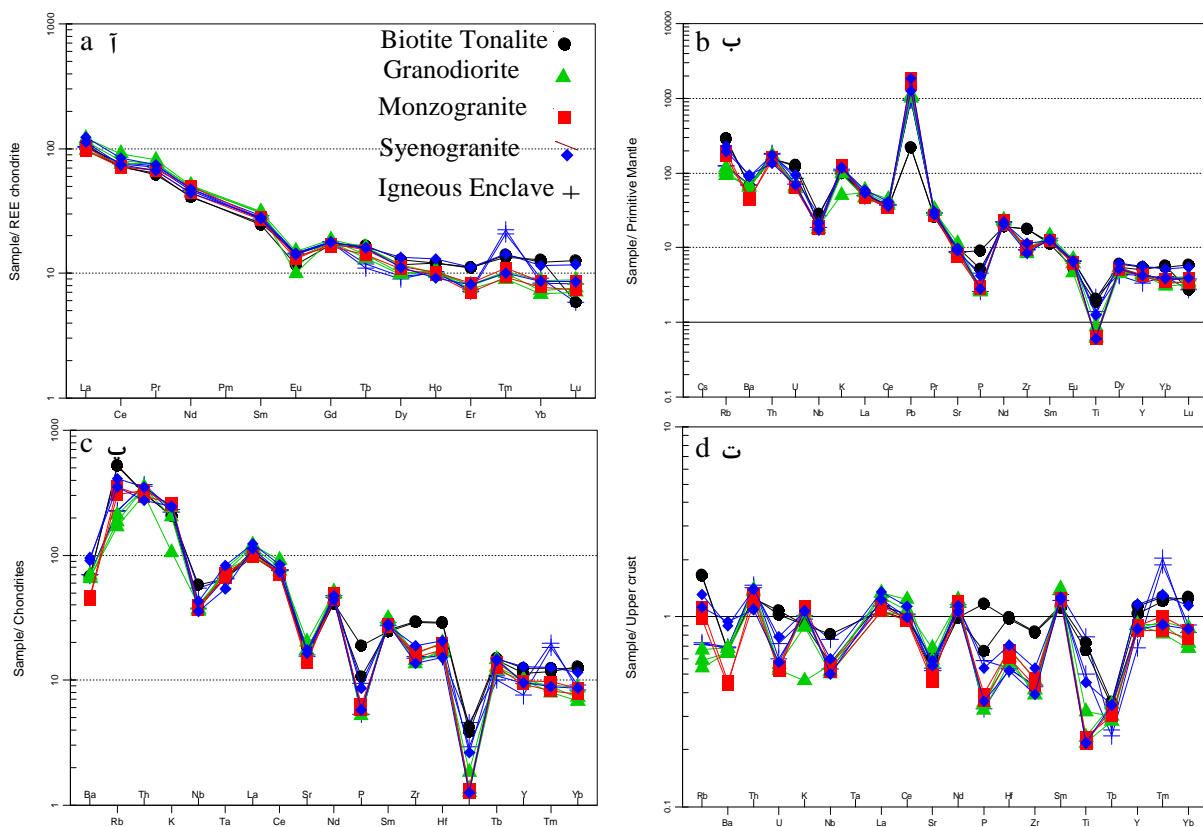 a آ
Biotite Tonalite
Granodiorite
Monzogranite
Syenogranite
Igneous Enclave
Sample/ REE chondrite
1000
100
10
1
La Pr Pm Eu Tb Ho Tm Lu
Ce Nd Sm Gd Dy Er Yb
b ب
Sample/ Primitive Mantle
10000
1000
100
10
1
0.1
Cs Ba U K Ce Pr P Zr Eu Dy Yb
Rb Th Nb La Pb Sr Nd Sm Ti Y Lu
c پ
Sample/ Chondrites
1000
100
10
1
Ba Th Nb La Sr P Zr Hf Tb Y Yb
Rb K Ta Ce Nd Sm Tm
d ت
Sample/ Upper crust
10
1
0.1
Rb Th K Ta Ce Nd Hf Sm Tb Tm
Ba U Nb La Sr P Zr Ti Y Yb